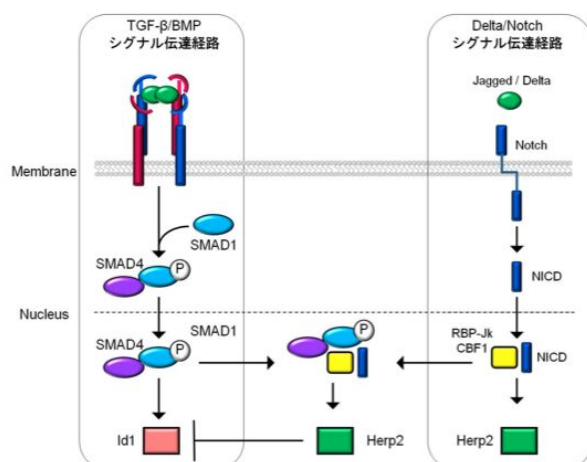 TGF-β/BMP
シグナル伝達経路
Delta/Notch
シグナル伝達経路
Jagged / Delta
Notch
Membrane
SMAD1
SMAD4
P
NICD
Nucleus
SMAD4
P
SMAD1
P
RBP-Jk
CBF1
NICD
Id1
Herp2
Herp2